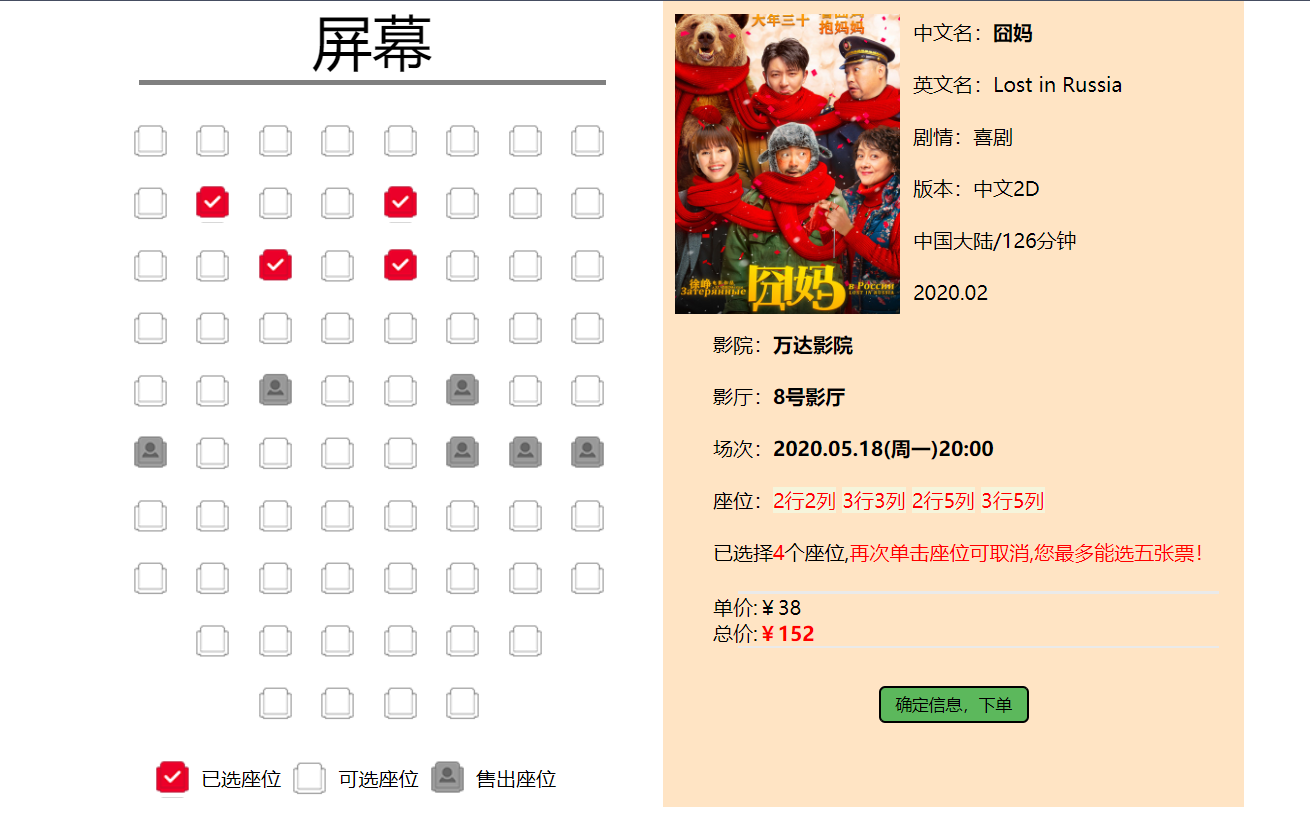 屏幕
已选座位 可选座位 售出座位
大年三十
抱妈妈
徐峥
囧妈
Затерянные
в России
LOST IN RUSSIA
中文名：囧妈
英文名：Lost in Russia
剧情：喜剧
版本：中文2D
中国大陆/126分钟
2020.02
影院：万达影院
影厅：8号影厅
场次：2020.05.18(周一)20:00
座位：2行2列 3行3列 2行5列 3行5列
已选择4个座位,再次单击座位可取消,您最多能选五张票！
单价:￥38
总价:￥152
确定信息，下单